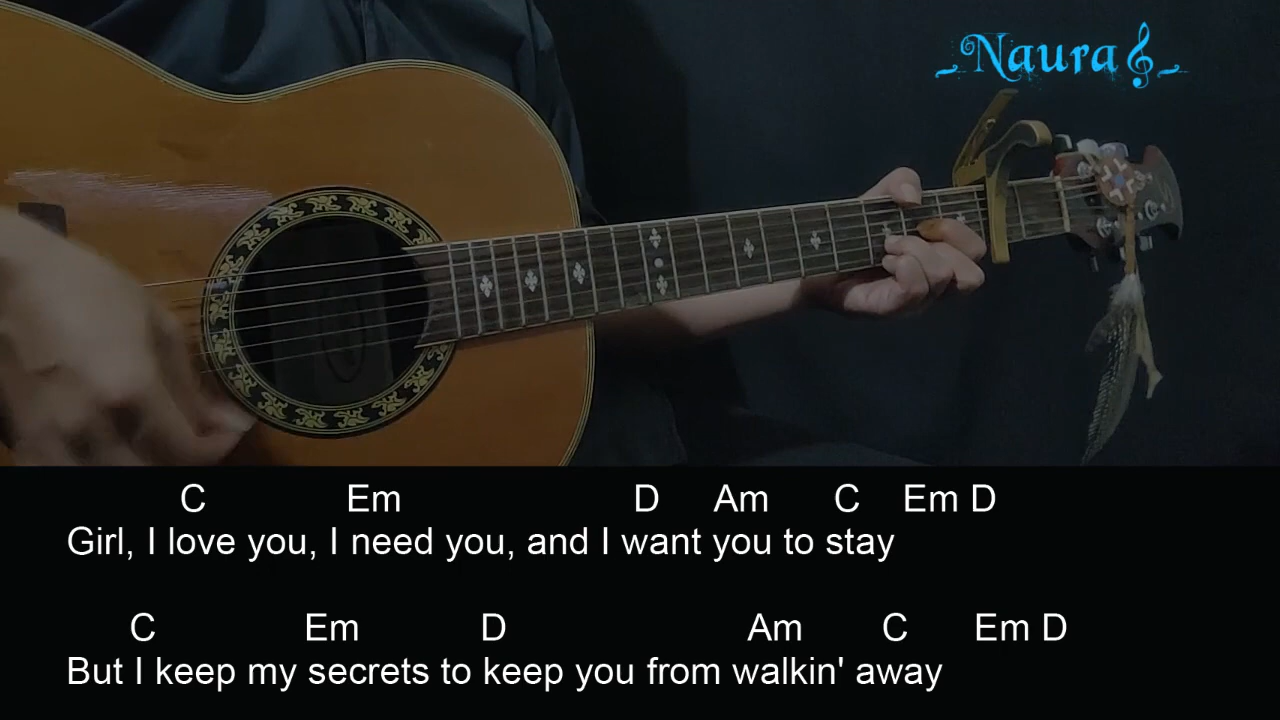 Naura
C Em D Am C Em D
Girl, I love you, I need you, and I want you to stay
C Em D Am C Em D
But I keep my secrets to keep you from walkin' away